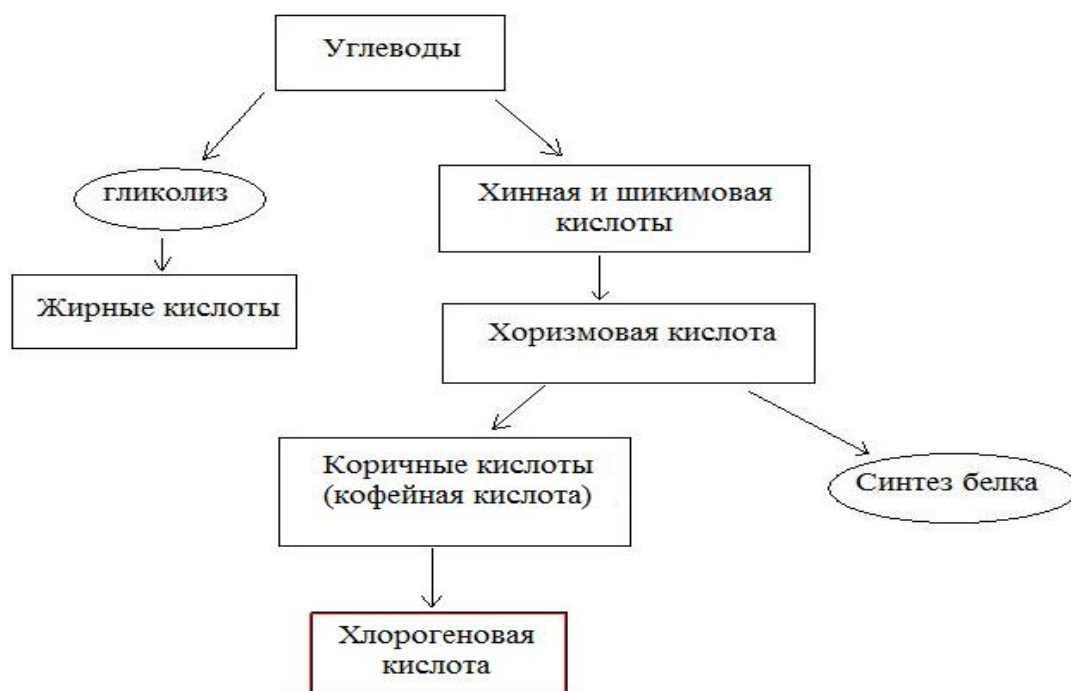 Углеводы
гликолиз
Хинная и шикимовая
кислоты
Жирные кислоты
Хоризмовая кислота
Коричные кислоты
(кофейная кислота)
Синтез белка
Хлорогеновая
кислота